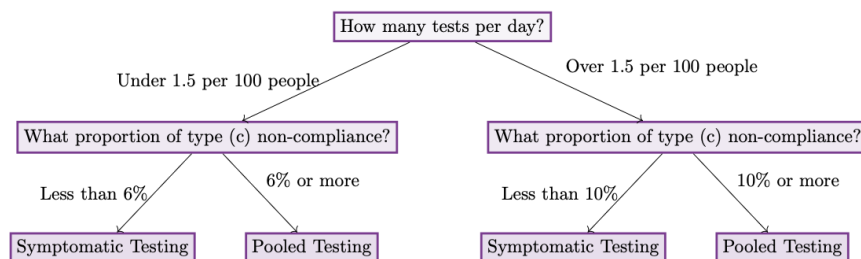 How many tests per day?
Under 1.5 per 100 people
Over 1.5 per 100 people
What proportion of type (c) non-compliance?
What proportion of type (c) non-compliance?
Less than 6%
6% or more
Less than 10%
10% or more
Symptomatic Testing
Pooled Testing
Symptomatic Testing
Pooled Testing